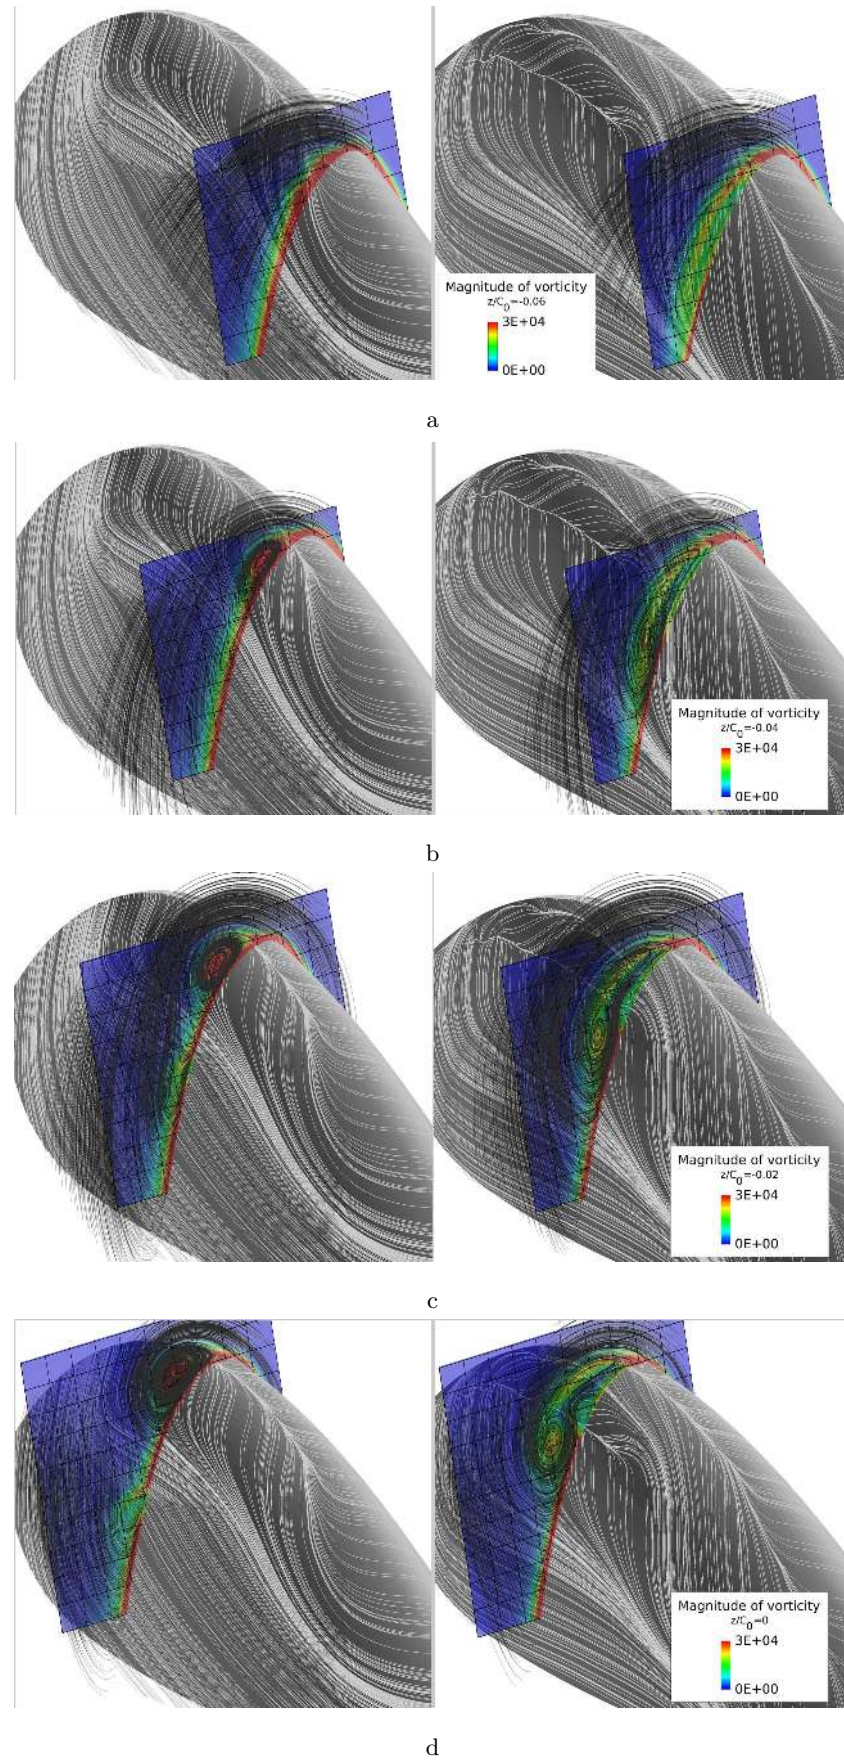 Magnitude of vorticity
z/C0=-0.06
3E+04
0E+00
a
Magnitude of vorticity
z/C0=-0.04
3E+04
0E+00
b
Magnitude of vorticity
z/C0=-0.02
3E+04
0E+00
c
Magnitude of vorticity
z/C0=0
3E+04
0E+00
d